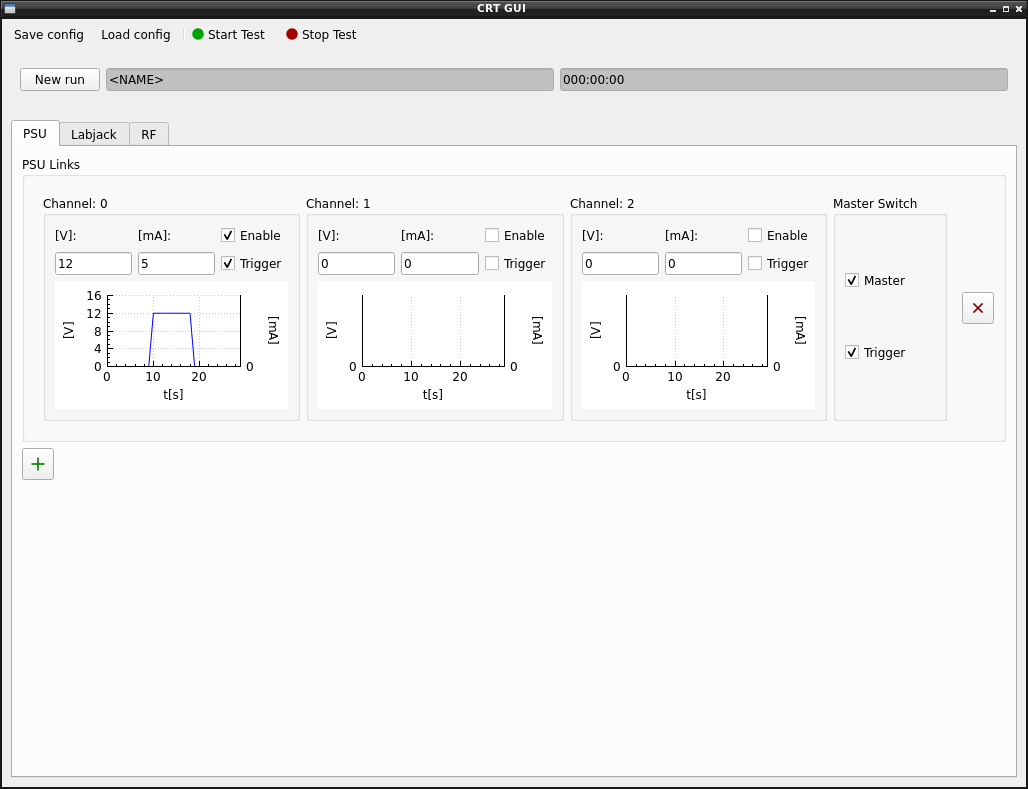 CRT GUI
Save config Load config Start Test Stop Test
New run <NAME> 000:00:00
PSU Labjack RF
PSU Links
Channel: 0 Channel: 1 Channel: 2 Master Switch
[V]: [mA]: Enable [V]: [mA]: Enable [V]: [mA]: Enable
12 5 Trigger 0 0 Trigger 0 0 Trigger
Master
Trigger
16
12
8
4
0 0 0 0 0 0
0 10 20 0 10 20 0 10 20
[V] [mA] [V] [mA] [V] [mA]
t[s] t[s] t[s]